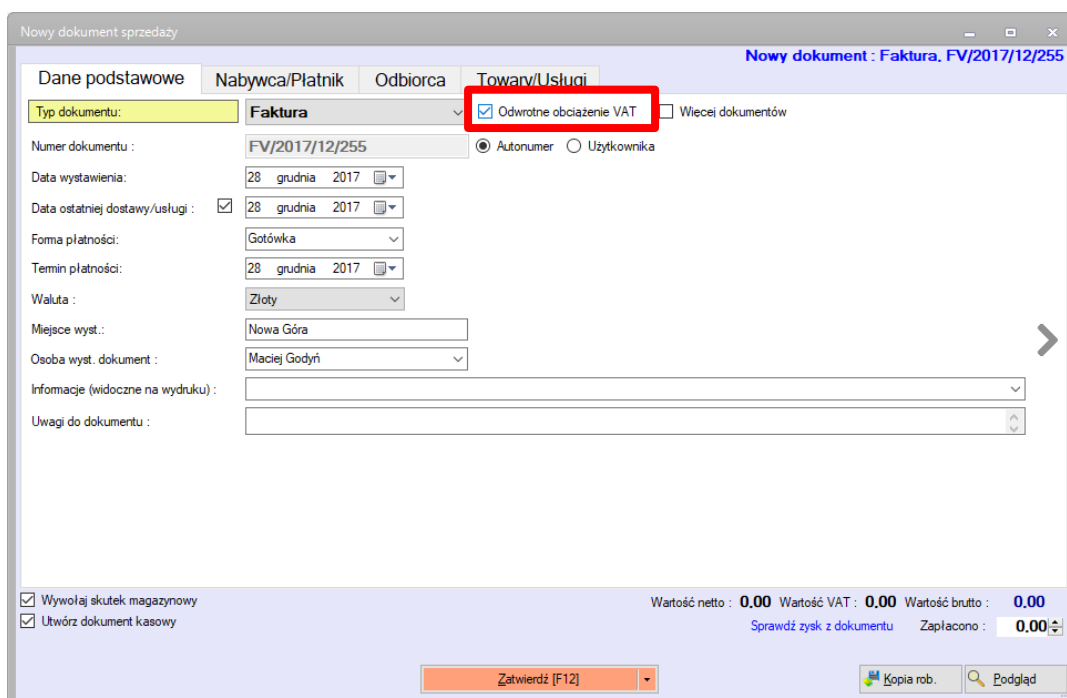 Nowy dokument sprzedaży
Nowy dokument : Faktura, FV/2017/12/255
Dane podstawowe Nabywca/Płatnik Odbiorca Towary/Usługi
Typ dokumentu: Faktura Odwrotne obciążenie VAT Więcej dokumentów
Numer dokumentu : FV/2017/12/255 Autonumer Użytkownika
Data wystawienia: 28 grudnia 2017
Data ostatniej dostawy/usługi : 28 grudnia 2017
Forma płatności: Gotówka
Termin płatności: 28 grudnia 2017
Waluta : Złoty
Miejsce wyst.: Nowa Góra
Osoba wyst. dokument : Maciej Godyń
Informacje (widoczne na wydruku) :
Uwagi do dokumentu :
Wywołaj skutek magazynowy Wartość netto : 0,00 Wartość VAT : 0,00 Wartość brutto : 0,00
Utwórz dokument kasowy Sprawdź zysk z dokumentu Zapłacono : 0,00
Zatwierdź [F12] Kopia rob. Podgląd